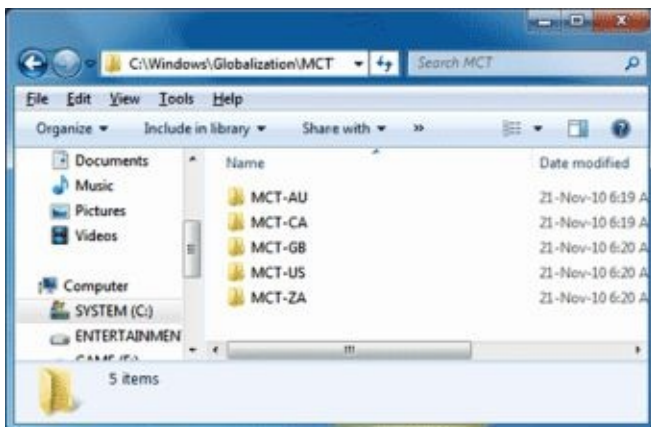 C:\Windows\Globalization\MCT
Search MCT
File Edit View Tools Help
Organize Include in library Share with »
Documents
Music
Pictures
Videos
Computer
SYSTEM (C:)
ENTERTAINMEN
Name Date modified
MCT-AU 21-Nov-10 6:19 A
MCT-CA 21-Nov-10 6:19 A
MCT-GB 21-Nov-10 6:20 A
MCT-US 21-Nov-10 6:20 A
MCT-ZA 21-Nov-10 6:20 A
5 items